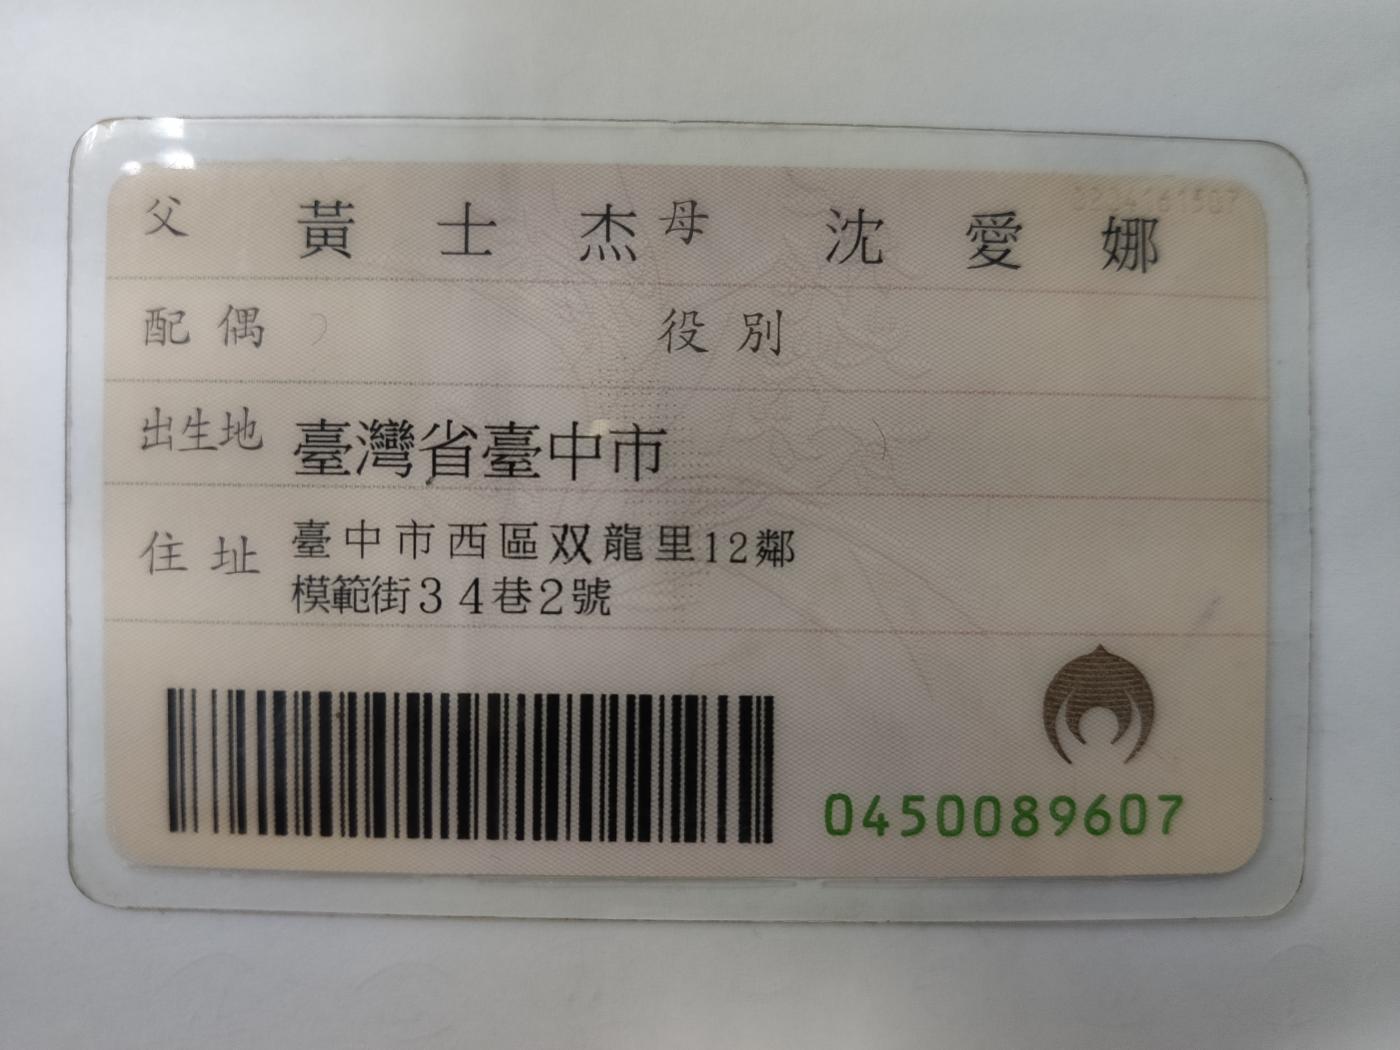 父 黃士杰 母 沈愛娜
配偶 役別
出生地 臺灣省臺中市
住址 臺中市西區双龍里12鄰
模範街34巷2號
0450089607